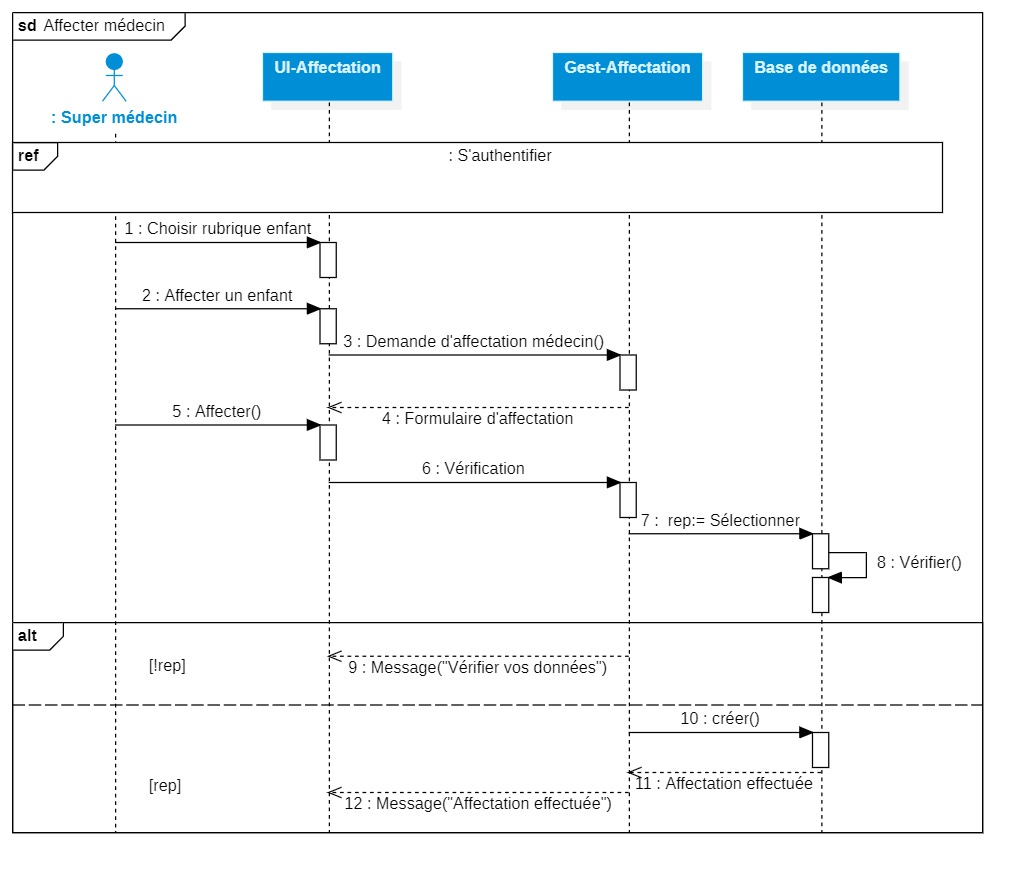 sd Affecter médecin
UI-Affectation
Gest-Affectation
Base de données
: Super médecin
ref
: S'authentifier
1 : Choisir rubrique enfant
2 : Affecter un enfant
3 : Demande d'affectation médecin()
5 : Affecter()
4 : Formulaire d'affectation
6 : Vérification
7 : rep:= Sélectionner
8 : Vérifier()
alt
[!rep]
9 : Message("Vérifier vos données")
10 : créer()
[rep]
11 : Affectation effectuée
12 : Message("Affectation effectuée")